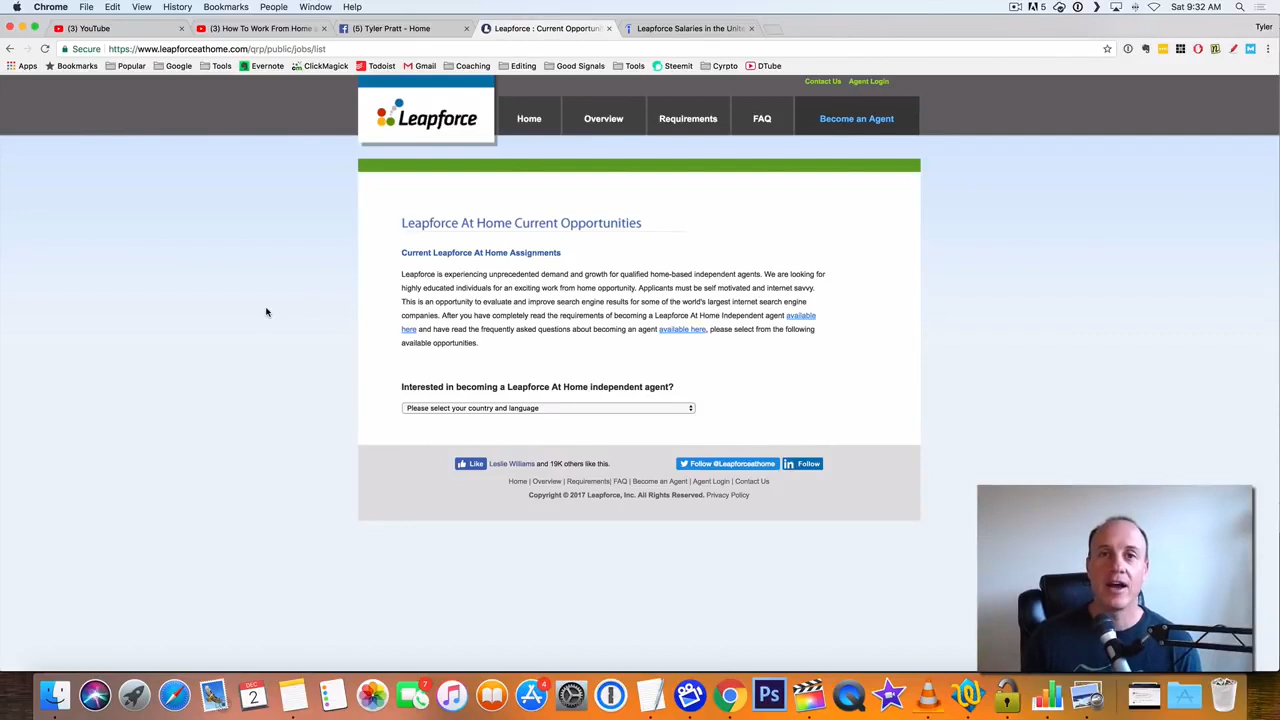 Chrome File Edit View History Bookmarks People Window Help
5 Sat 9:32 AM
(3) YouTube
(3) How To Work From Home
(5) Tyler Pratt - Home
Leapforce : Current Opportuni
Leapforce Salaries in the Unite
Tyler
Secure https://www.leapforceathome.com/qrp/public/jobs/list
Apps Bookmarks Popular Google Tools Evernote ClickMagick Todoist Gmail Coaching Editing Good Signals Tools Steemit Cyrpto DTube
Contact Us Agent Login
Leapforce
Home Overview Requirements FAQ Become an Agent
Leapforce At Home Current Opportunities
Current Leapforce At Home Assignments
Leapforce is experiencing unprecedented demand and growth for qualified home-based independent agents. We are looking for
highly educated individuals for an exciting work from home opportunity. Applicants must be self motivated and internet savvy.
This is an opportunity to evaluate and improve search engine results for some of the world's largest internet search engine
companies. After you have completely read the requirements of becoming a Leapforce At Home Independent agent available
here and have read the frequently asked questions about becoming an agent available here, please select from the following
available opportunities.
Interested in becoming a Leapforce At Home independent agent?
Please select your country and language
Like Leslie Williams and 19K others like this.
Follow @Leapforceathome
in Follow
Home | Overview | Requirements| FAQ | Become an Agent | Agent Login | Contact Us
Copyright © 2017 Leapforce, Inc. All Rights Reserved. Privacy Policy
DEC
2
7
4
Ps